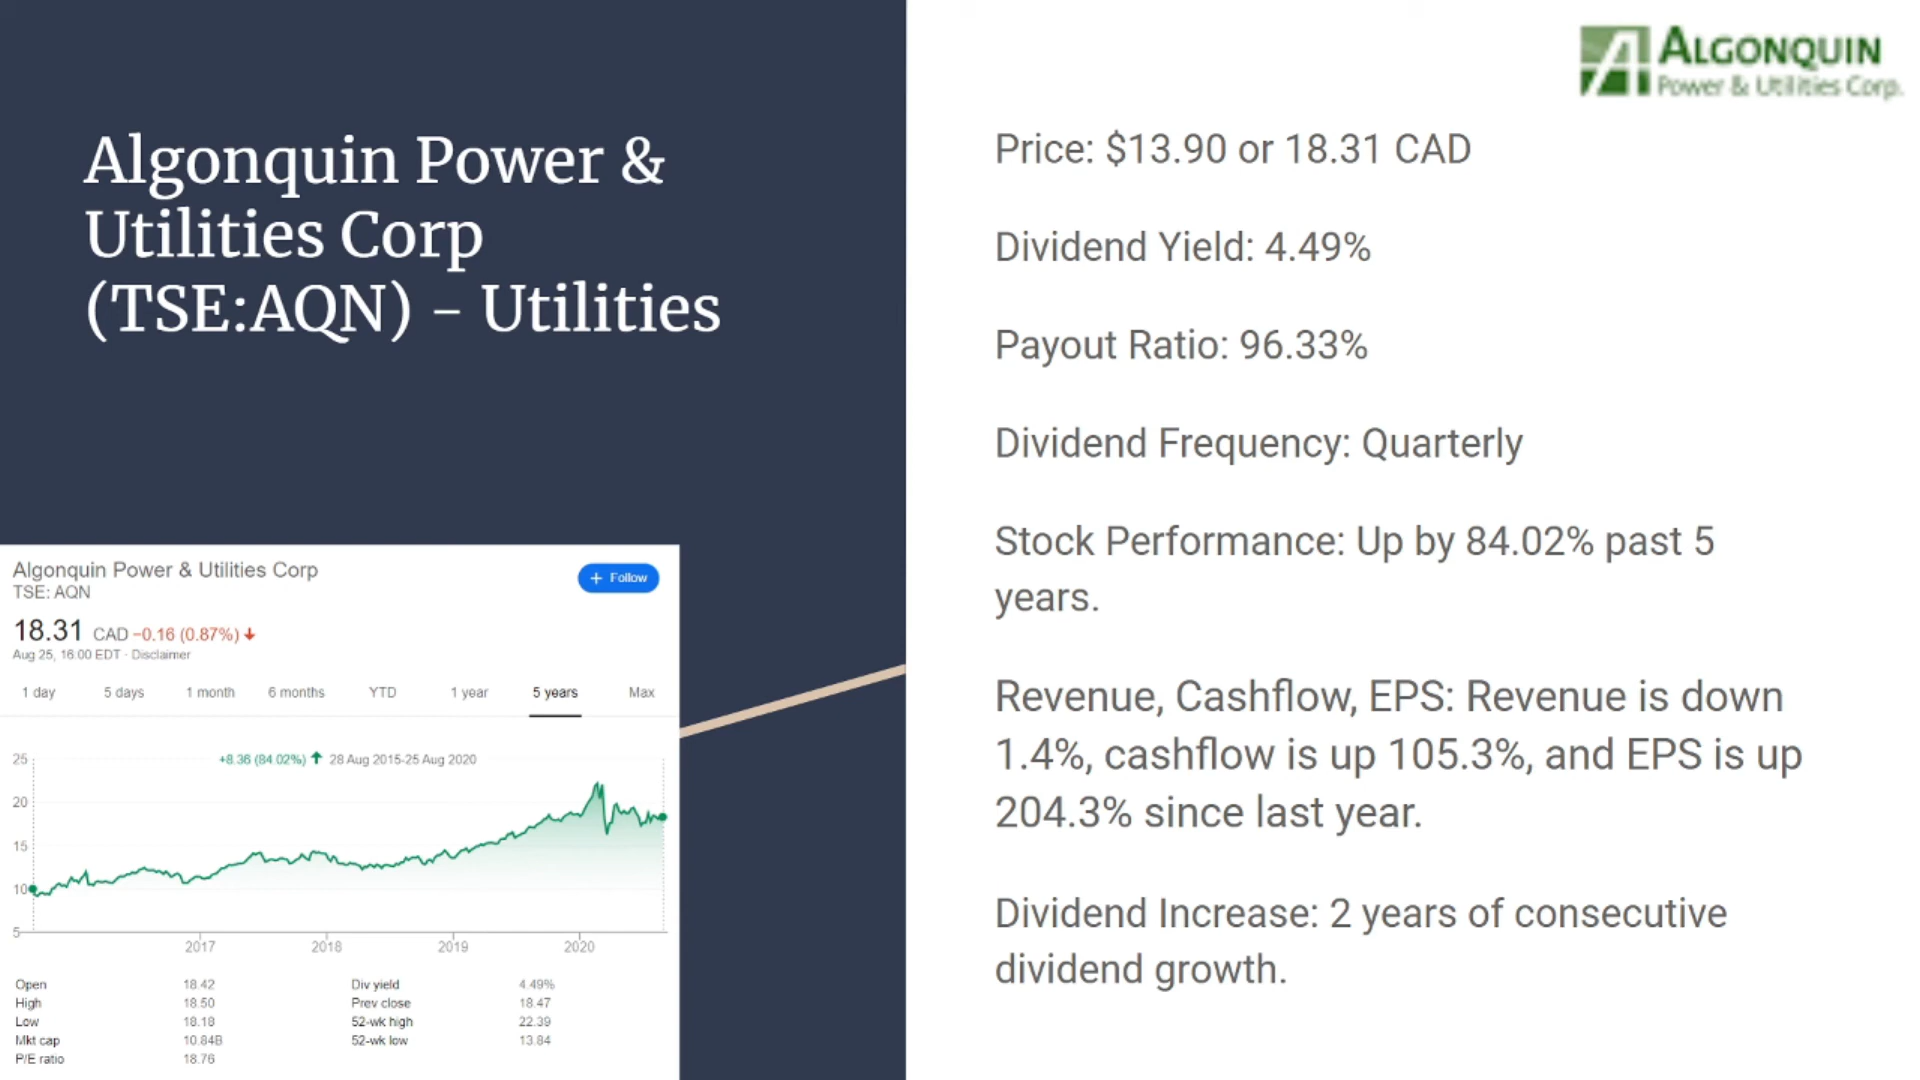 Algonquin Power &
Utilities Corp
(TSE:AQN) - Utilities
Algonquin Power & Utilities Corp
TSE: AQN
+ Follow
18.31 CAD −0.16 (0.87%) ↓
Aug 25, 16:00 EDT · Disclaimer
1 day 5 days 1 month 6 months YTD 1 year 5 years Max
+8.36 (84.02%) ↑ 28 Aug 2015-25 Aug 2020
25
20
15
10
5
2017 2018 2019 2020
Open 18.42 Div yield 4.49%
High 18.50 Prev close 18.47
Low 18.18 52-wk high 22.39
Mkt cap 10.84B 52-wk low 13.84
P/E ratio 18.76
ALGONQUIN
Power & Utilities Corp.
Price: $13.90 or 18.31 CAD
Dividend Yield: 4.49%
Payout Ratio: 96.33%
Dividend Frequency: Quarterly
Stock Performance: Up by 84.02% past 5
years.
Revenue, Cashflow, EPS: Revenue is down
1.4%, cashflow is up 105.3%, and EPS is up
204.3% since last year.
Dividend Increase: 2 years of consecutive
dividend growth.